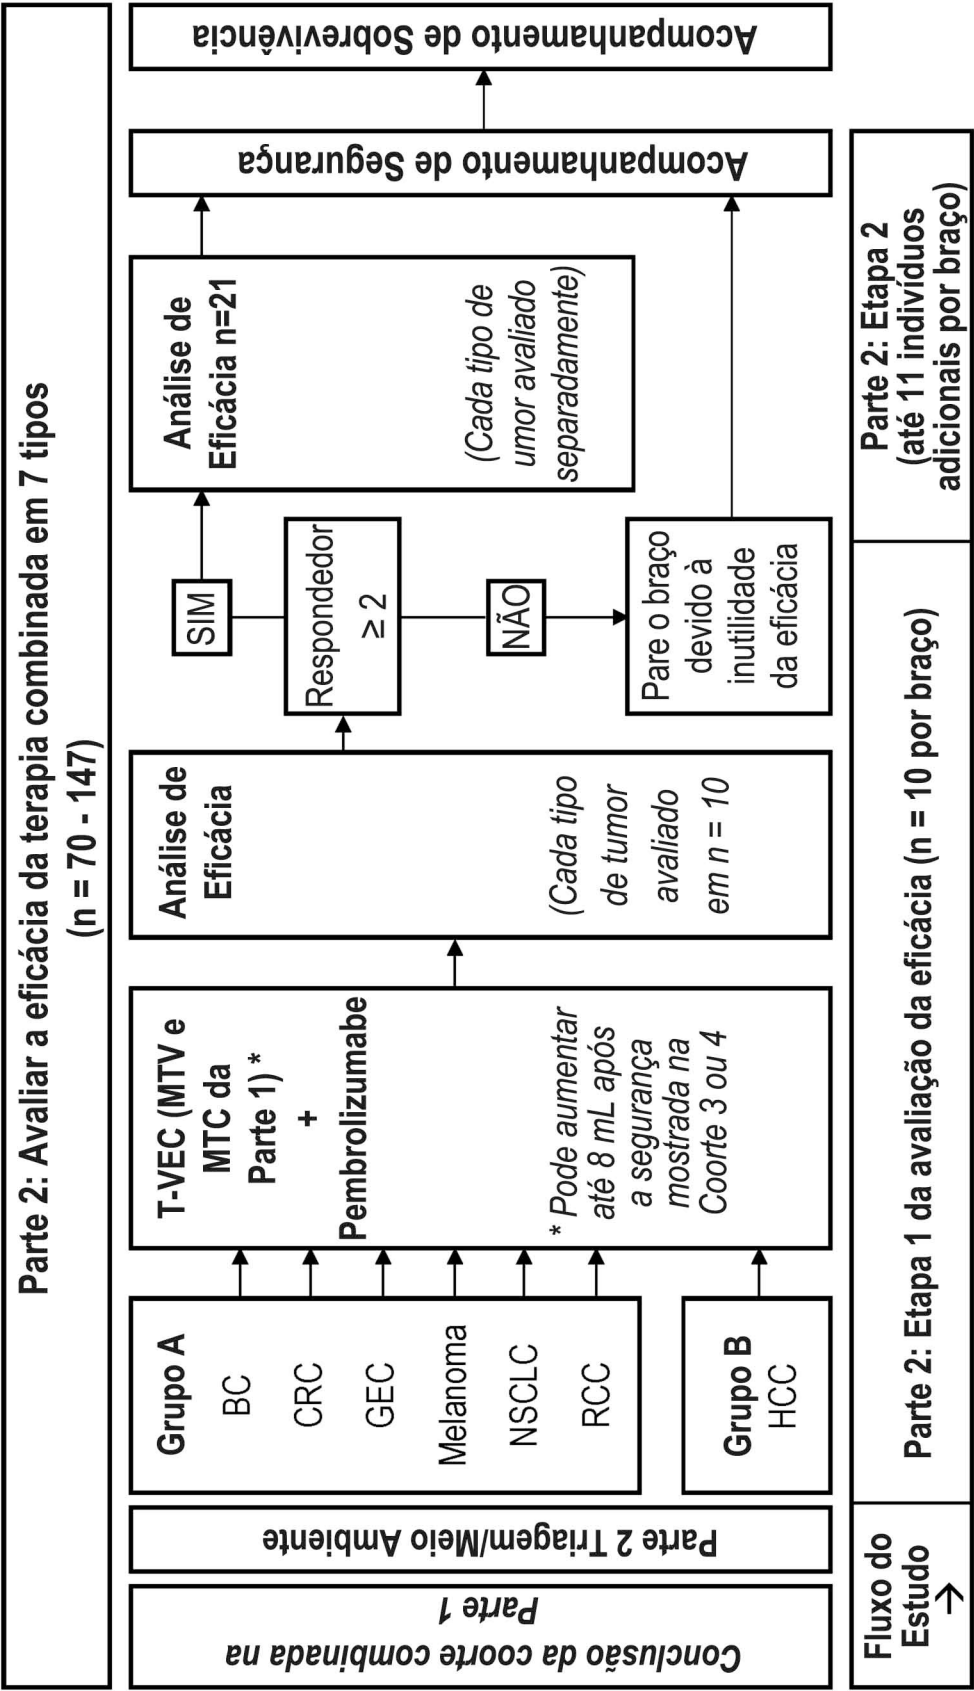 Parte 2: Avaliar a eficácia da terapia combinada em 7 tipos
(n = 70 - 147)
Conclusão da coorte combinada na
Parte 1
Parte 2 Triagem/Meio Ambiente
Grupo A
BC
CRC
GEC
Melanoma
NSCLC
RCC
Grupo B
HCC
T-VEC (MTV e
MTC da
Parte 1) *
+
Pembrolizumabe
* Pode aumentar
até 8 mL após
a segurança
mostrada na
Coorte 3 ou 4
Análise de
Eficácia
(Cada tipo
de tumor
avaliado
em n = 10
Respondedor
≥ 2
SIM
NÃO
Pare o braço
devido à
inutilidade
da eficácia
Análise de
Eficácia n=21
(Cada tipo de
umor avaliado
separadamente)
Acompanhamento de Segurança
Acompanhamento de Sobrevivência
Fluxo do
Estudo
→
Parte 2: Etapa 1 da avaliação da eficácia (n = 10 por braço)
Parte 2: Etapa 2
(até 11 indivíduos
adicionais por braço)